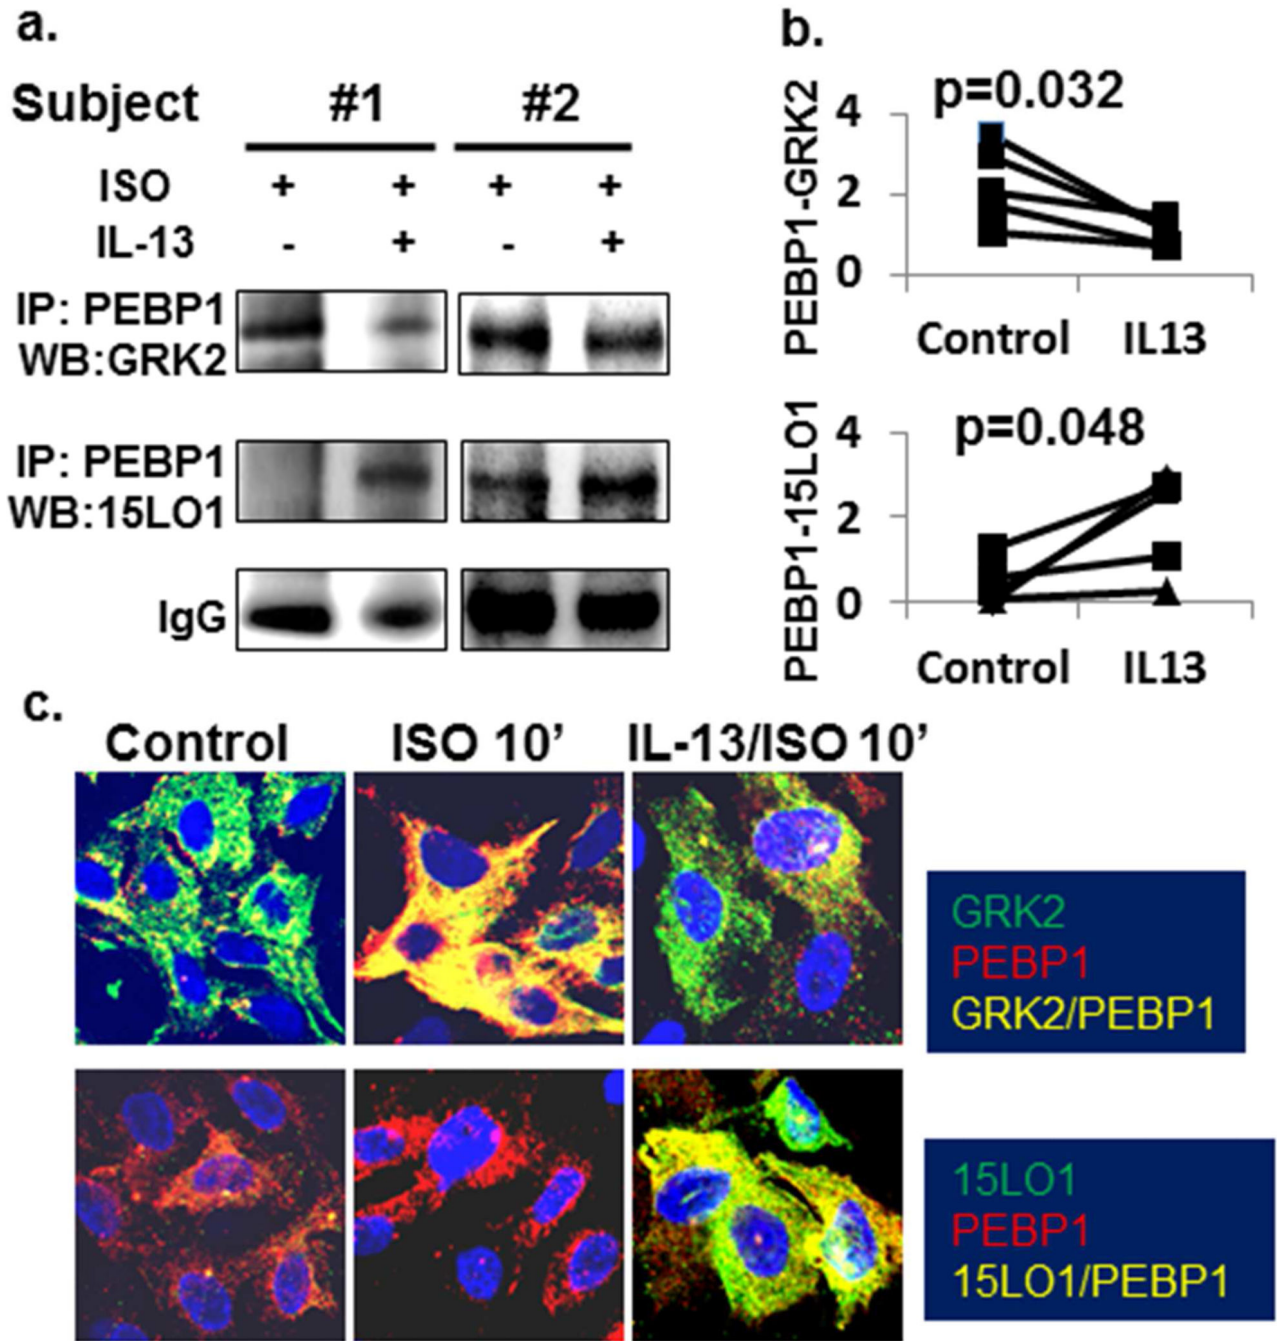 a.
Subject #1 #2
ISO + + + +
IL-13 - + - +
IP: PEBP1
WB:GRK2
IP: PEBP1
WB:15LO1
IgG
b.
p=0.032
PEBP1-GRK2
4
2
0
Control IL13
p=0.048
PEBP1-15LO1
4
2
0
Control IL13
c.
Control ISO 10’ IL-13/ISO 10’
GRK2
PEBP1
GRK2/PEBP1
15LO1
PEBP1
15LO1/PEBP1